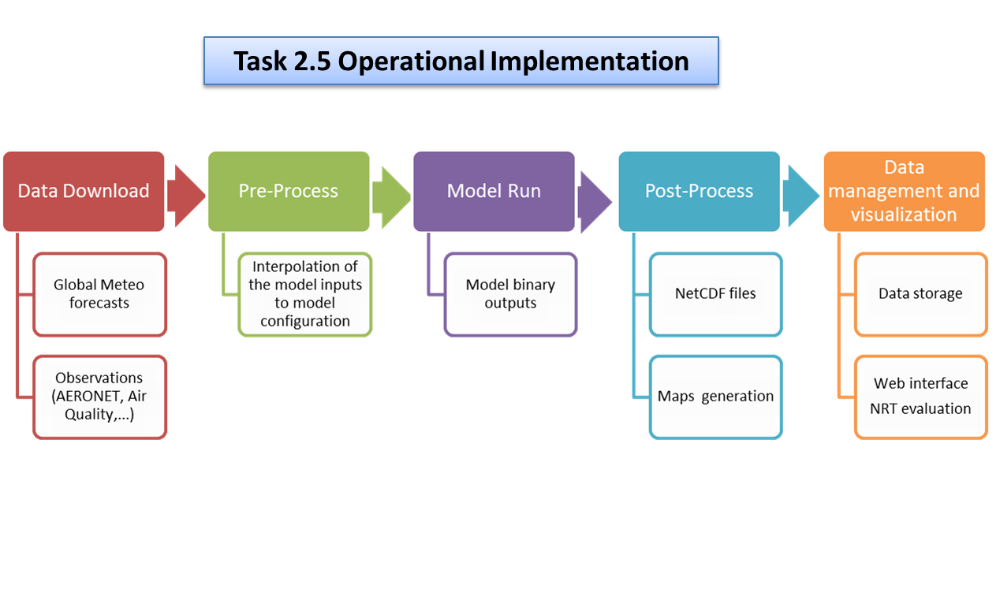 Task 2.5 Operational Implementation
Data Download
Global Meteo
forecasts
Observations
(AERONET, Air
Quality,...)
Pre-Process
Interpolation of
the model inputs
to model
configuration
Model Run
Model binary
outputs
Post-Process
NetCDF files
Maps generation
Data
management and
visualization
Data storage
Web interface
NRT evaluation